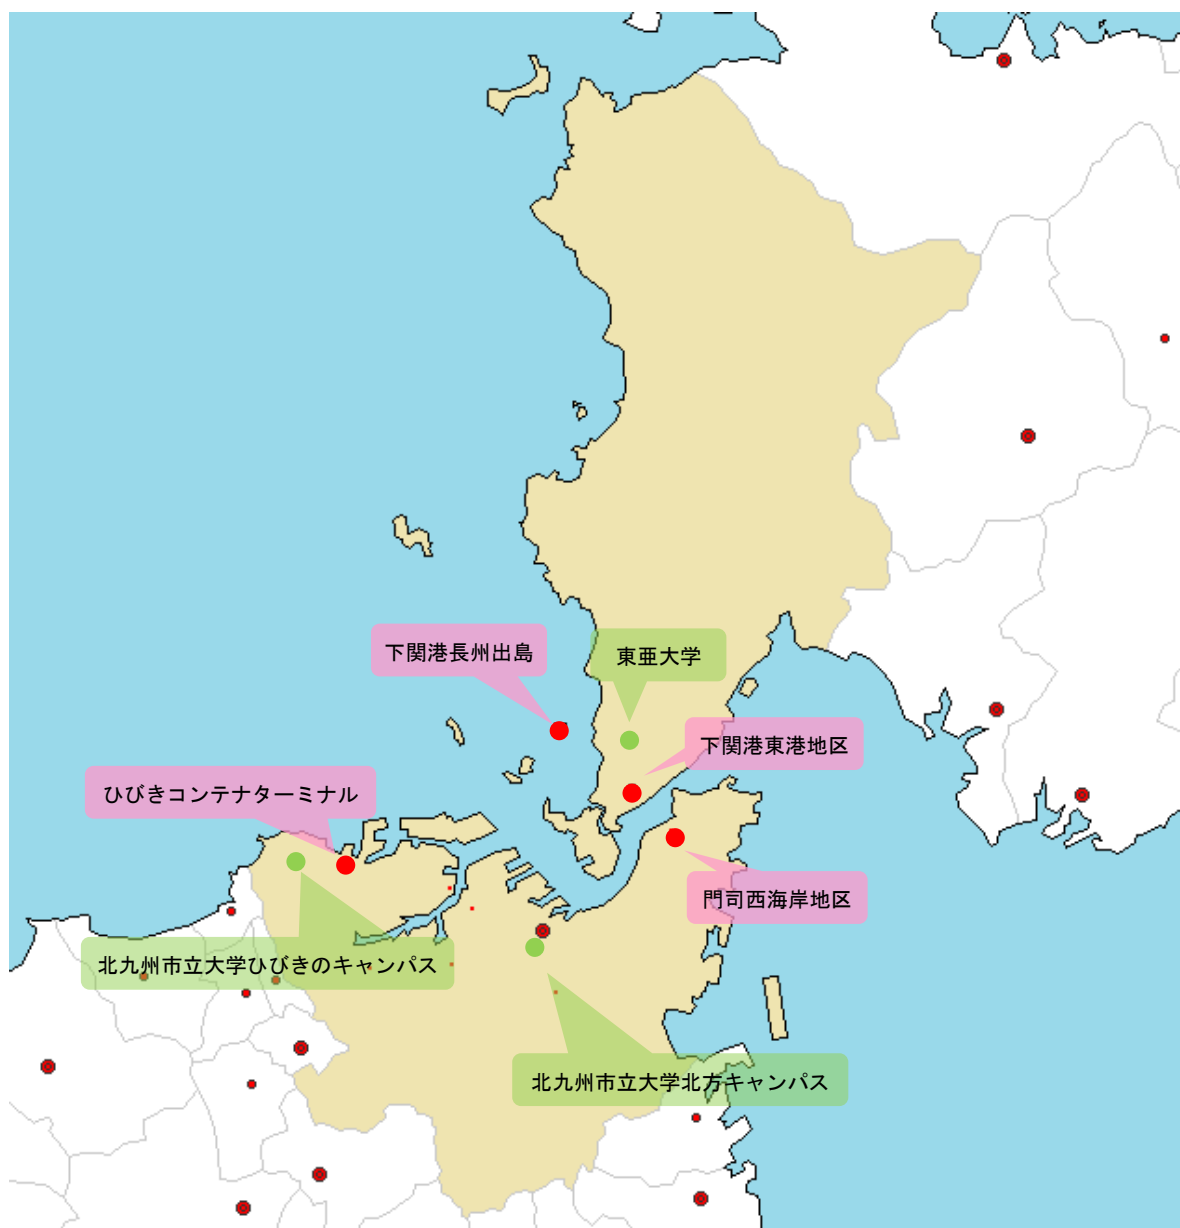 下関港長州出島
東亜大学
下関港東港地区
ひびきコンテナターミナル
門司西海岸地区
北九州市立大学ひびきのキャンパス
北九州市立大学北方キャンパス